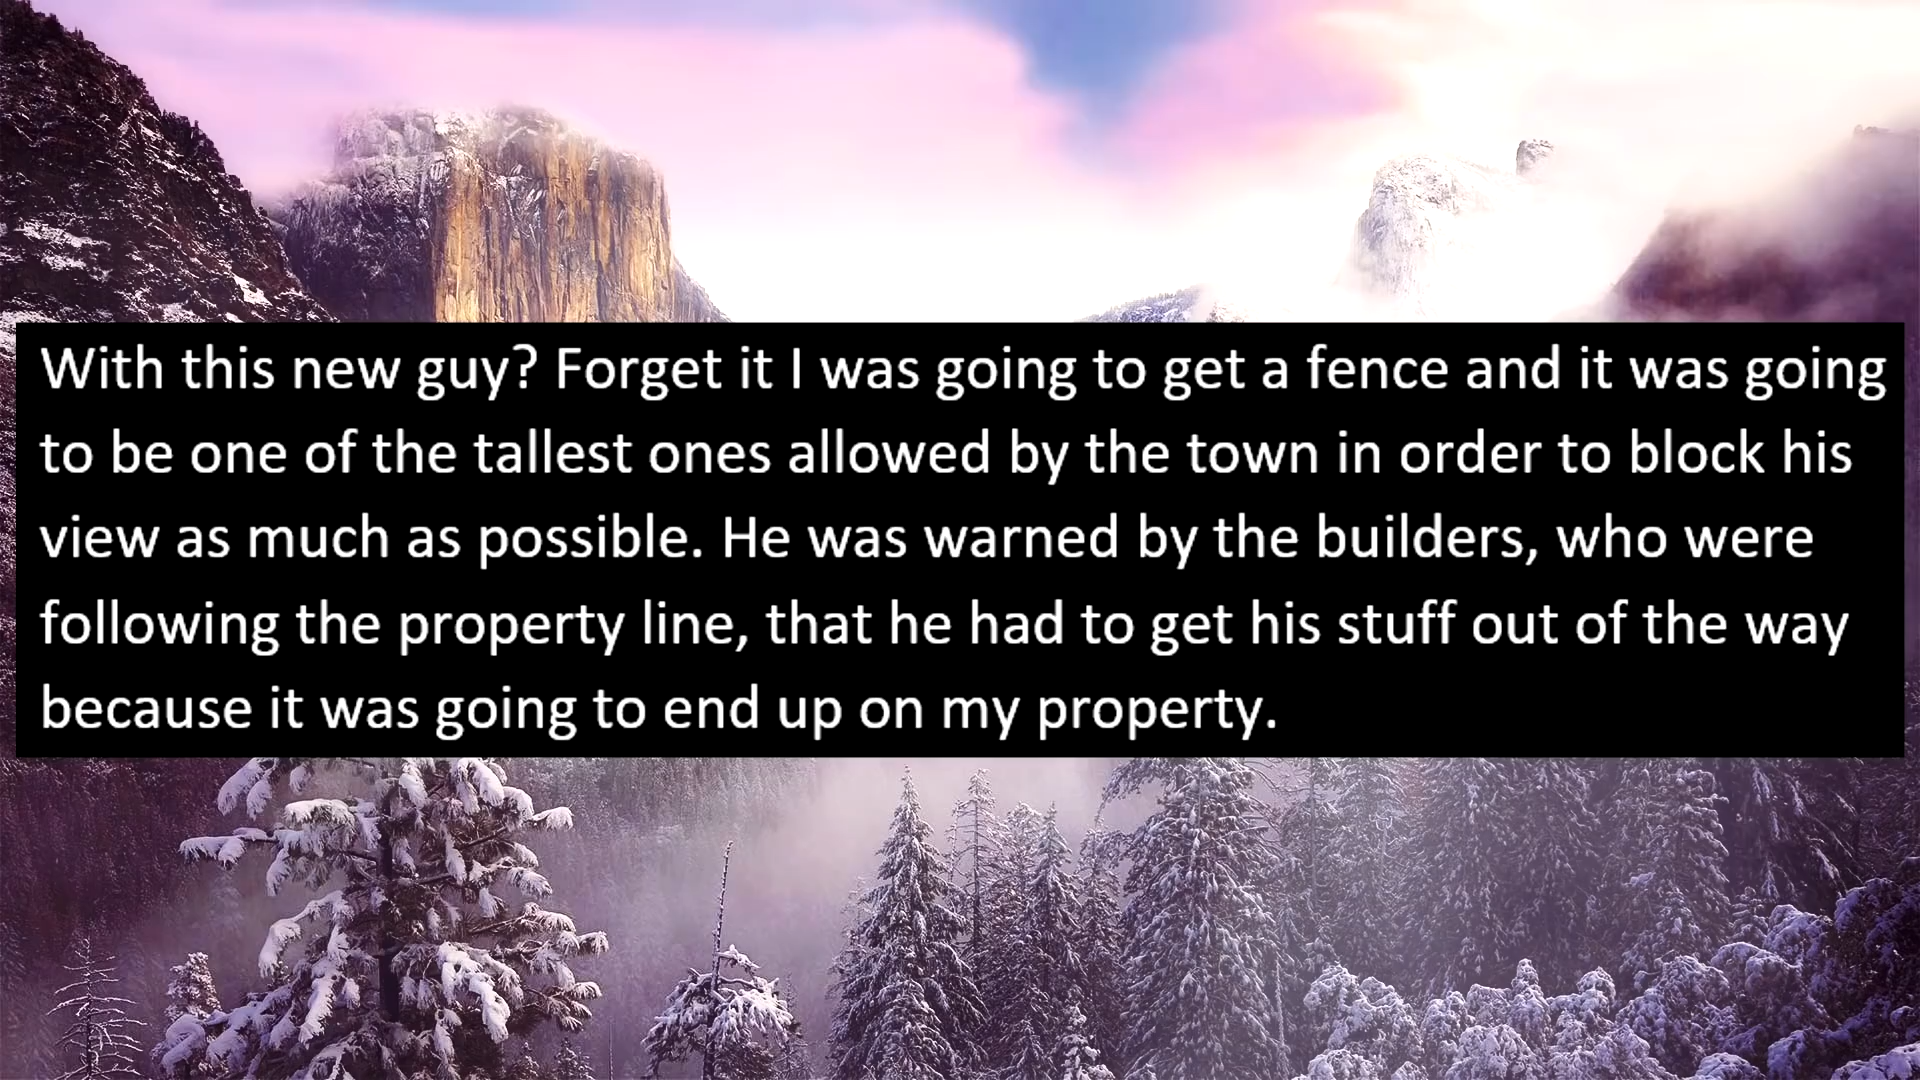 With this new guy? Forget it I was going to get a fence and it was going
to be one of the tallest ones allowed by the town in order to block his
view as much as possible. He was warned by the builders, who were
following the property line, that he had to get his stuff out of the way
because it was going to end up on my property.